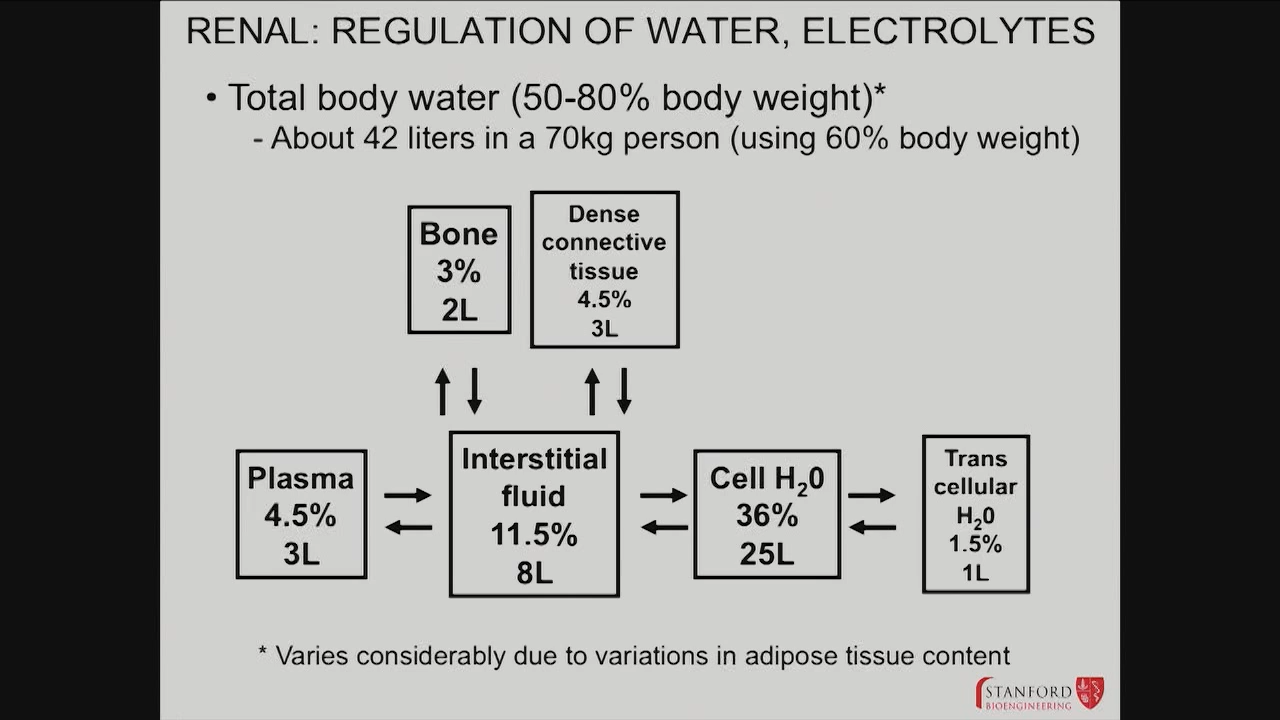 RENAL: REGULATION OF WATER, ELECTROLYTES
• Total body water (50-80% body weight)*
- About 42 liters in a 70kg person (using 60% body weight)
Bone
3%
2L
Dense
connective
tissue
4.5%
3L
Plasma
4.5%
3L
Interstitial
fluid
11.5%
8L
Cell H₂0
36%
25L
Trans
cellular
H₂0
1.5%
1L
* Varies considerably due to variations in adipose tissue content
STANFORD
BIOENGINEERING